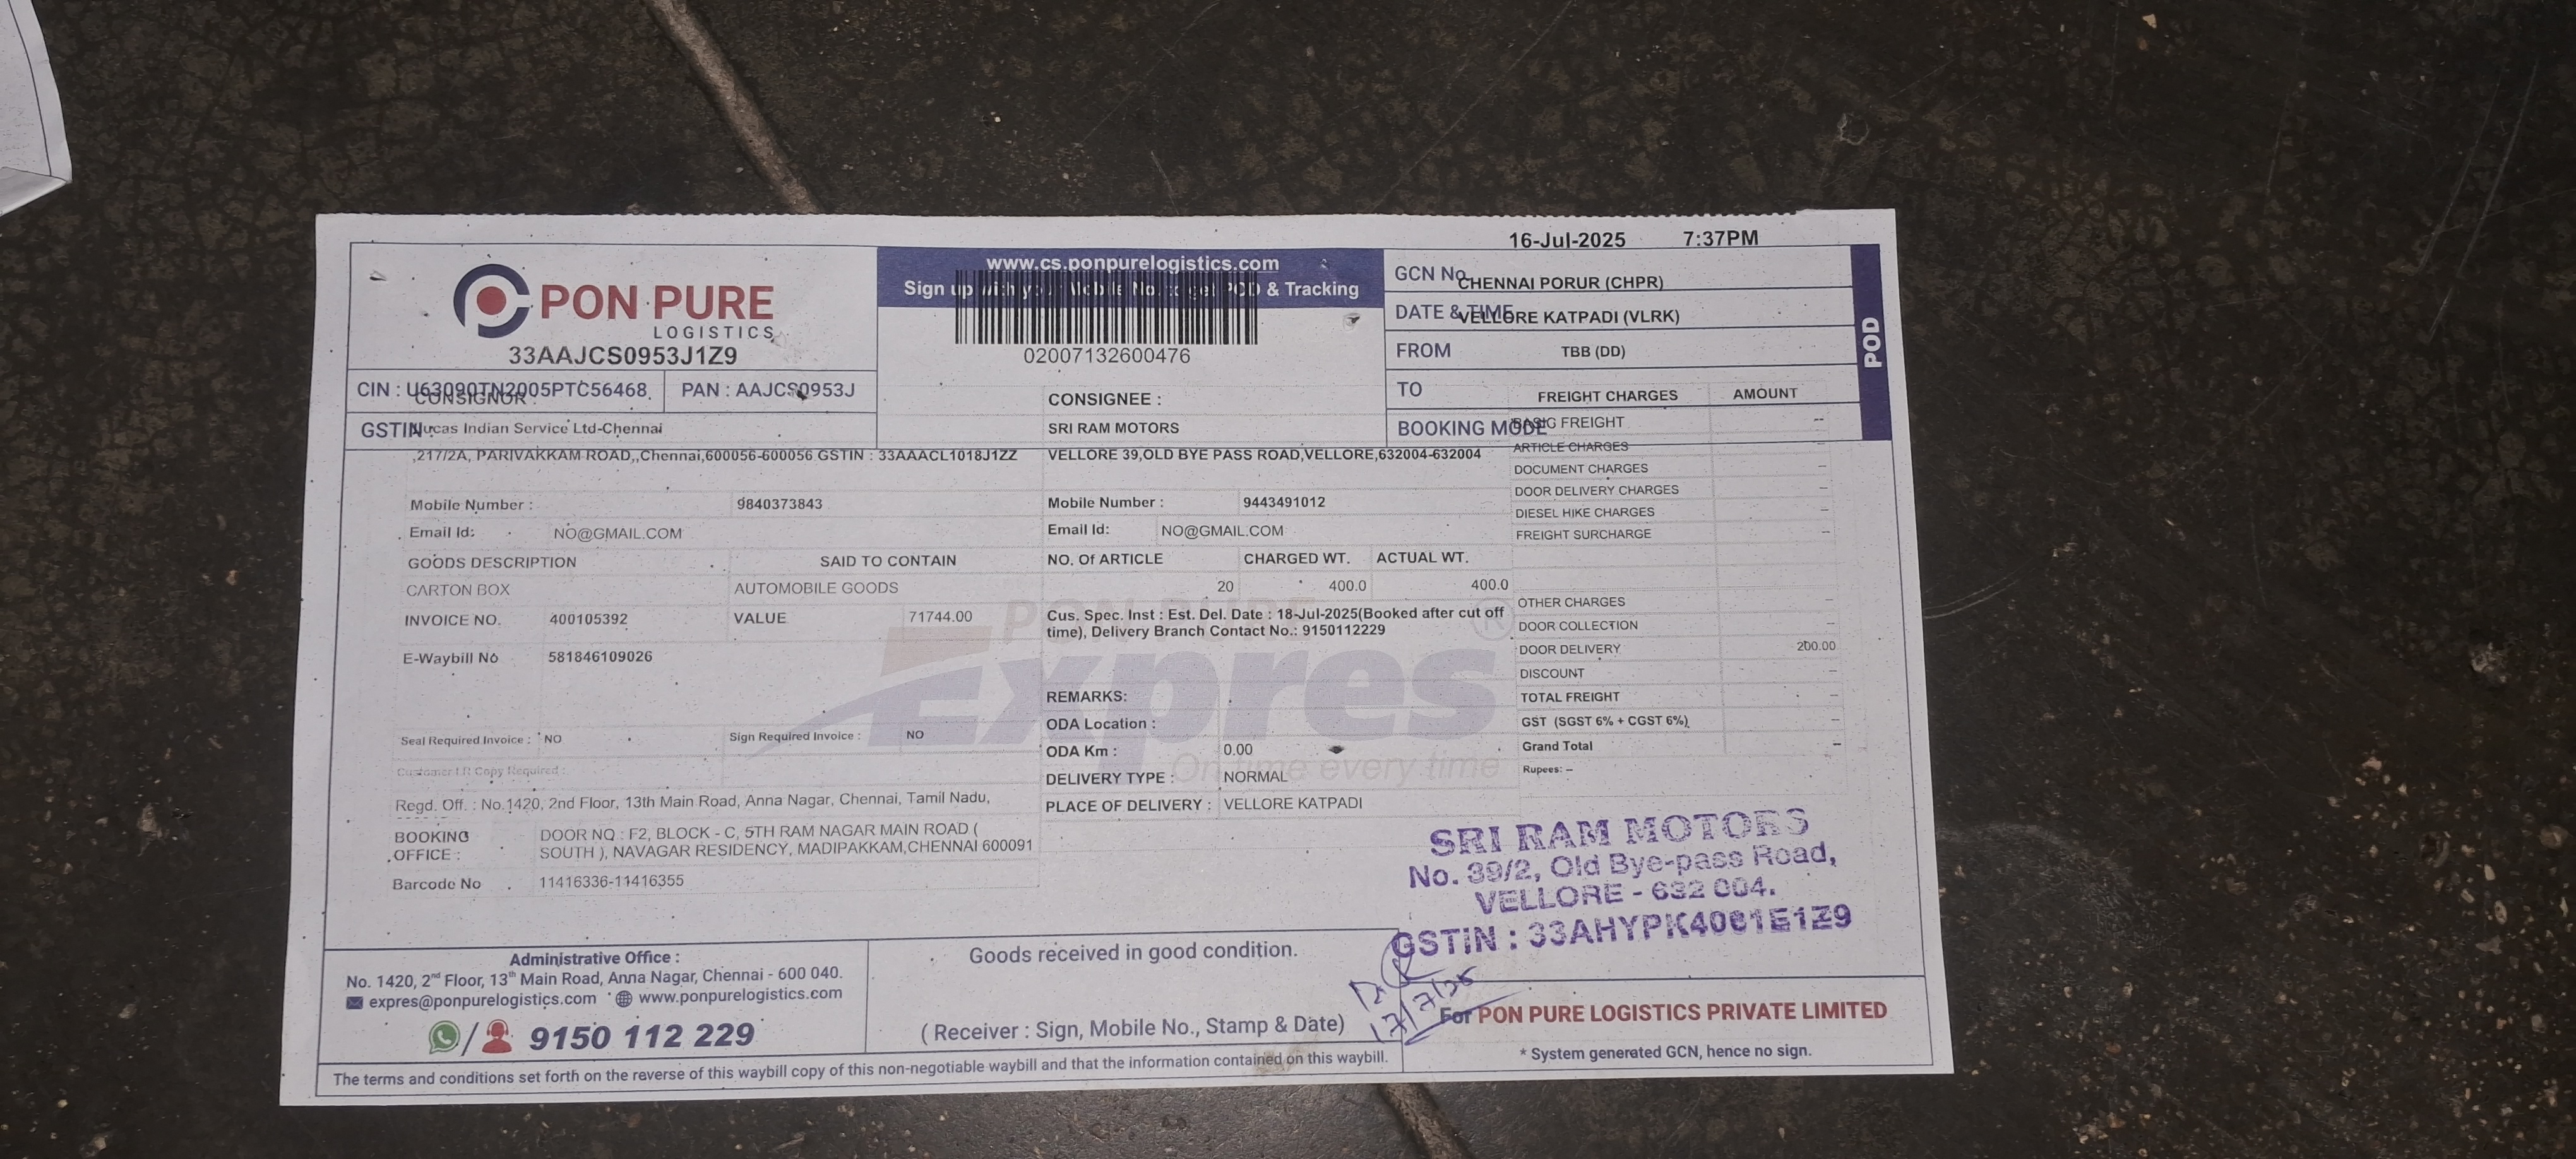 16-Jul-2025 7:37PM
PON PURE
LOGISTICS
33AAJCS0953J1Z9
CIN : U63090TN2005PTC56468
PAN : AAJCS0953J
GSTIN :
www.cs.ponpurelogistics.com
Sign up with your Mobile No. to get POD & Tracking
02007132600476
GCN No.
CHENNAI PORUR (CHPR)
DATE & TIME
VELLORE KATPADI (VLRK)
FROM
TBB (DD)
TO
BOOKING MODE
POD
CONSIGNOR :
Lucas Indian Service Ltd-Chennai
,217/2A, PARIVAKKAM ROAD,,Chennai,600056-600056 GSTIN : 33AAACL1018J1ZZ
Mobile Number : 9840373843
Email Id: NO@GMAIL.COM
GOODS DESCRIPTION SAID TO CONTAIN
CARTON BOX AUTOMOBILE GOODS
INVOICE NO. 400105392 VALUE 71744.00
E-Waybill No 581846109026
Seal Required Invoice : NO Sign Required Invoice : NO
Customer LR Copy Required :
Regd. Off. : No.1420, 2nd Floor, 13th Main Road, Anna Nagar, Chennai, Tamil Nadu,
BOOKING OFFICE :
DOOR NO : F2, BLOCK - C, 5TH RAM NAGAR MAIN ROAD (
SOUTH ), NAVAGAR RESIDENCY, MADIPAKKAM,CHENNAI 600091
Barcode No 11416336-11416355
CONSIGNEE :
SRI RAM MOTORS
VELLORE 39,OLD BYE PASS ROAD,VELLORE,632004-632004
Mobile Number : 9443491012
Email Id: NO@GMAIL.COM
NO. Of ARTICLE CHARGED WT. ACTUAL WT.
20 400.0 400.0
Cus. Spec. Inst : Est. Del. Date : 18-Jul-2025(Booked after cut off
time), Delivery Branch Contact No.: 9150112229
REMARKS:
ODA Location :
ODA Km : 0.00
DELIVERY TYPE : NORMAL
PLACE OF DELIVERY : VELLORE KATPADI
PON PURE
Expres
On time every time
FREIGHT CHARGES AMOUNT
BASIC FREIGHT --
ARTICLE CHARGES --
DOCUMENT CHARGES --
DOOR DELIVERY CHARGES --
DIESEL HIKE CHARGES --
FREIGHT SURCHARGE --
OTHER CHARGES --
DOOR COLLECTION --
DOOR DELIVERY 200.00
DISCOUNT --
TOTAL FREIGHT --
GST (SGST 6% + CGST 6%) --
Grand Total --
Rupees: --
SRI RAM MOTORS
No. 39/2, Old Bye-pass Road,
VELLORE - 632 004.
GSTIN : 33AHYPK4061E1Z9
17/7/25
Administrative Office :
No. 1420, 2nd Floor, 13th Main Road, Anna Nagar, Chennai - 600 040.
expres@ponpurelogistics.com www.ponpurelogistics.com
/ 9150 112 229
Goods received in good condition.
( Receiver : Sign, Mobile No., Stamp & Date)
For PON PURE LOGISTICS PRIVATE LIMITED
* System generated GCN, hence no sign.
The terms and conditions set forth on the reverse of this waybill copy of this non-negotiable waybill and that the information contained on this waybill.